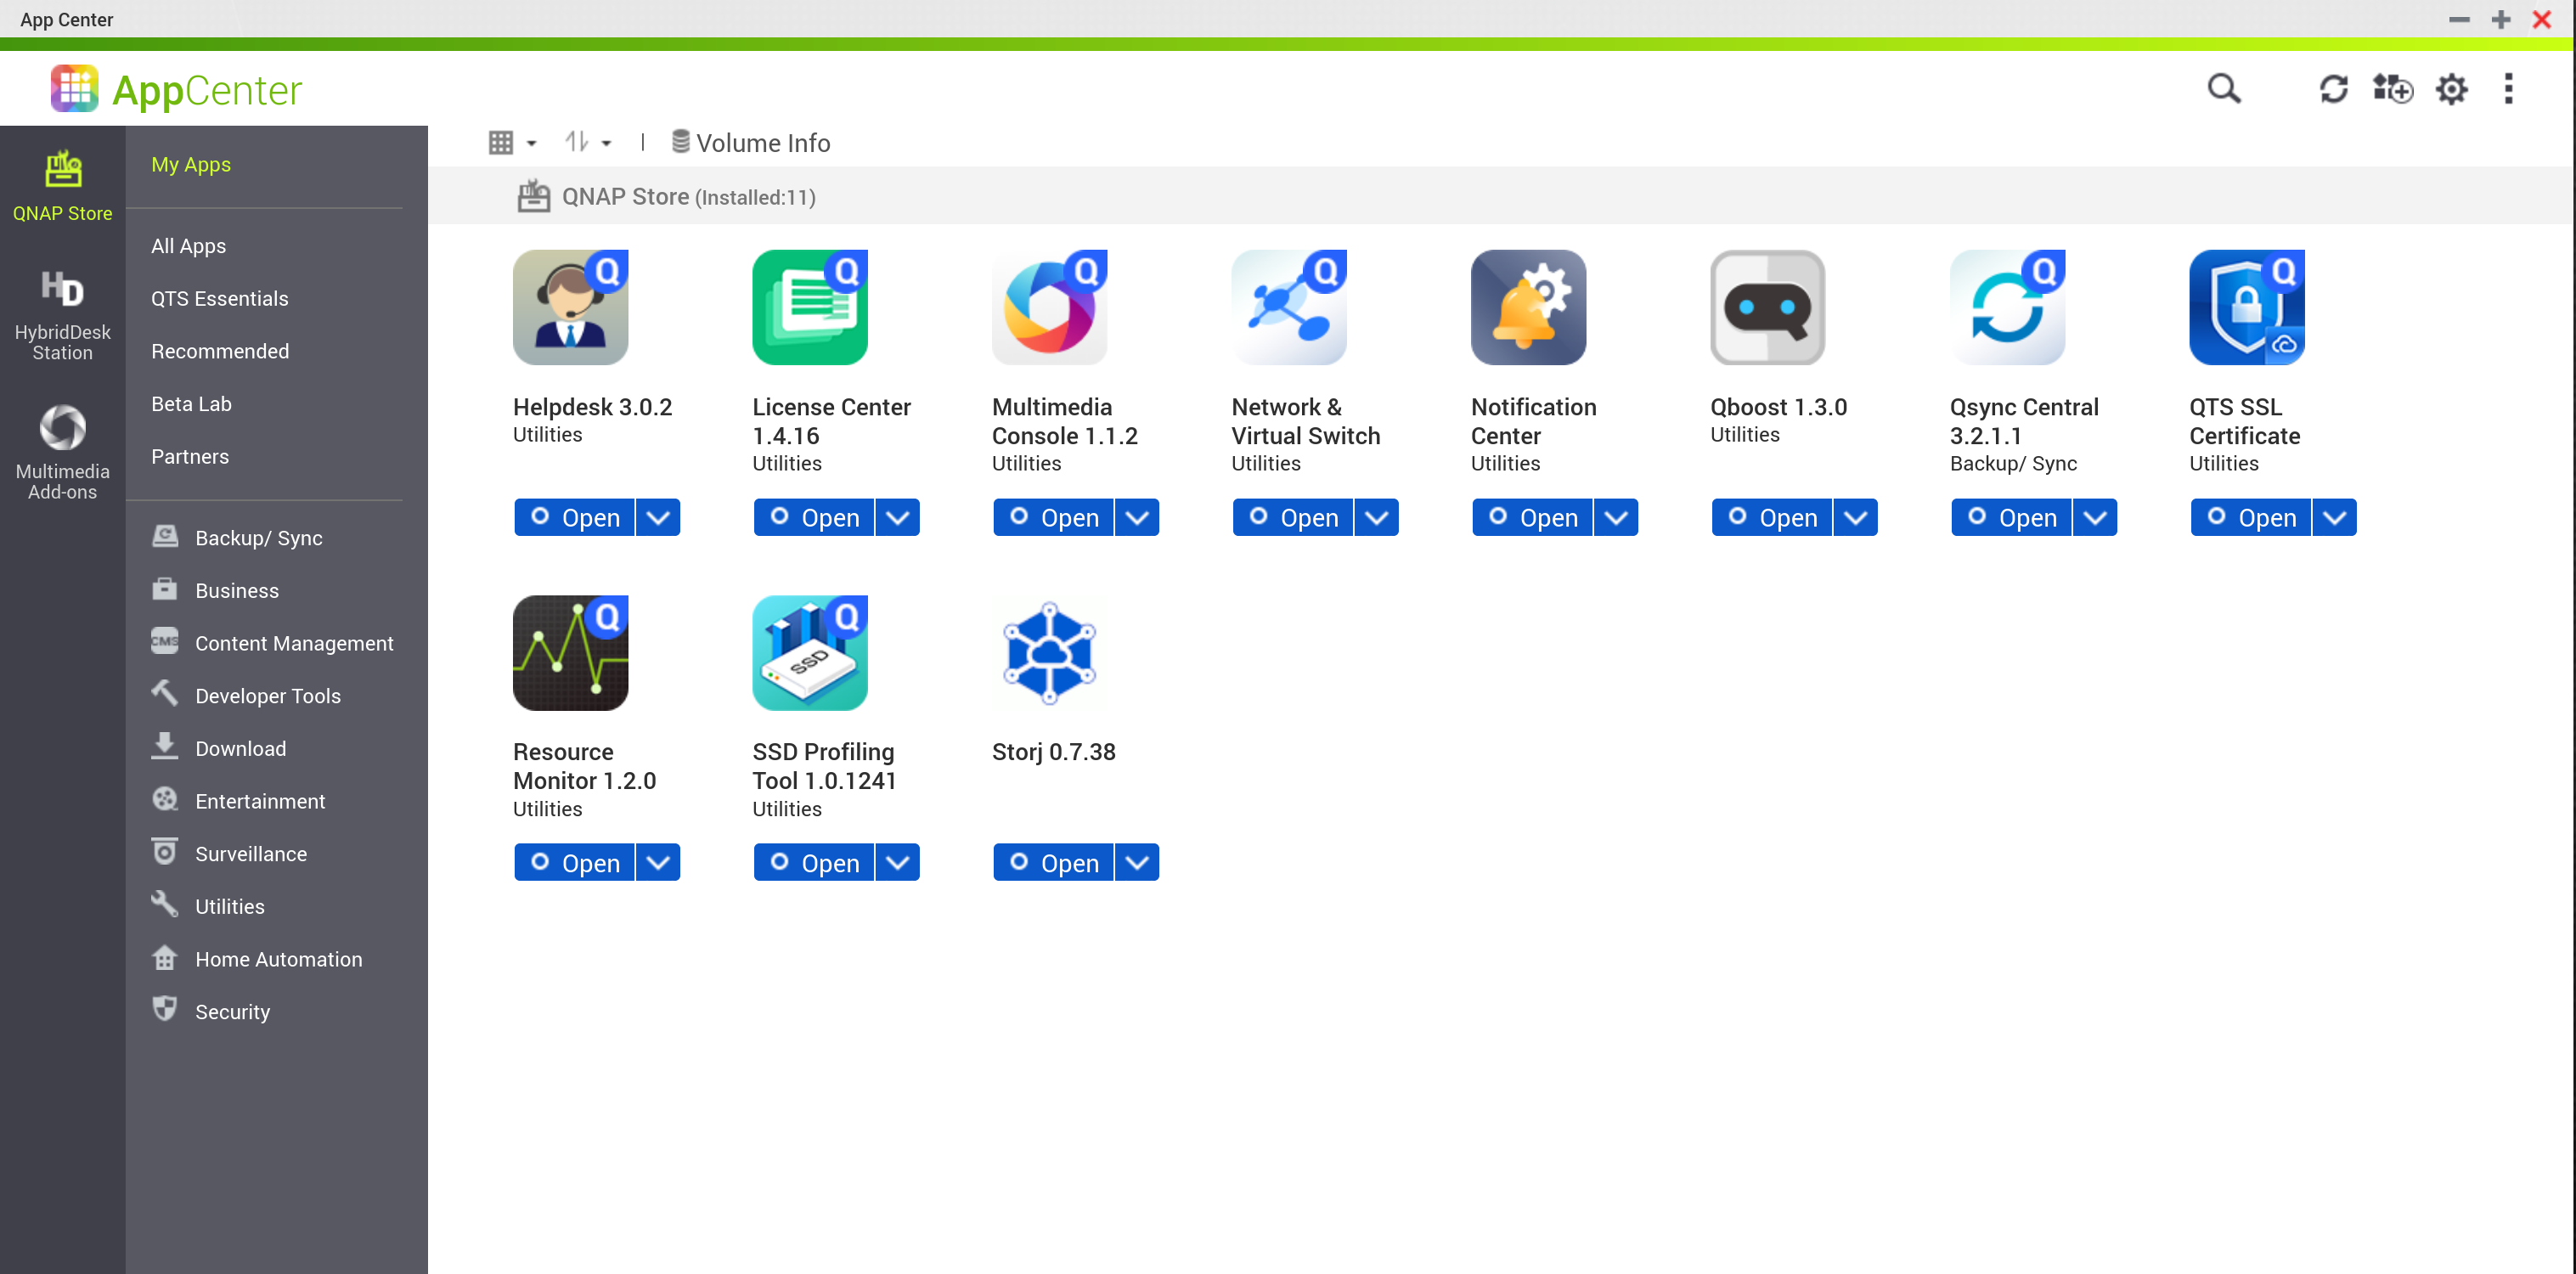 App Center
AppCenter
QNAP Store
HybridDesk
Station
Multimedia
Add-ons
My Apps
All Apps
QTS Essentials
Recommended
Beta Lab
Partners
Backup/ Sync
Business
CMS
Content Management
Developer Tools
Download
Entertainment
Surveillance
Utilities
Home Automation
Security
Volume Info
QNAP Store (Installed:11)
Helpdesk 3.0.2
Utilities
Open
License Center
1.4.16
Utilities
Open
Multimedia
Console 1.1.2
Utilities
Open
Network &
Virtual Switch
Utilities
Open
Notification
Center
Utilities
Open
Qboost 1.3.0
Utilities
Open
Qsync Central
3.2.1.1
Backup/ Sync
Open
QTS SSL
Certificate
Utilities
Open
Resource
Monitor 1.2.0
Utilities
Open
SSD
SSD Profiling
Tool 1.0.1241
Utilities
Open
Storj 0.7.38
Open